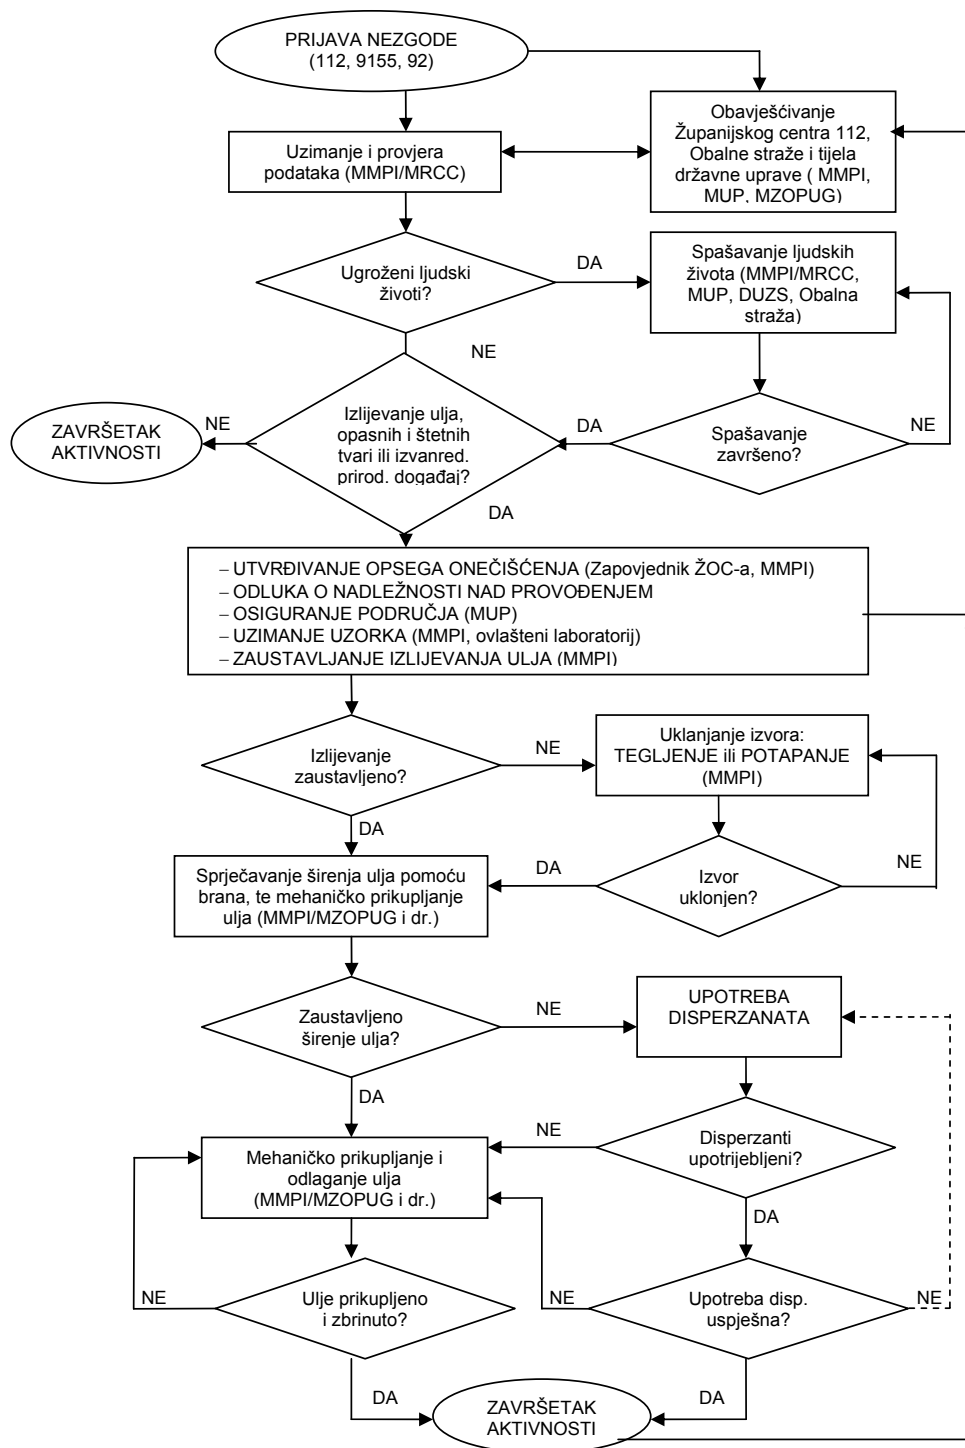 PRIJAVA NEZGODE
(112, 9155, 92)
Obavješćivanje
Županijskog centra 112,
Obalne straže i tijela
državne uprave ( MMPI,
MUP, MZOPUG)
Uzimanje i provjera
podataka (MMPI/MRCC)
Ugroženi ljudski
životi?
DA
Spašavanje ljudskih
života (MMPI/MRCC,
MUP, DUZS, Obalna
straža)
NE
ZAVRŠETAK
AKTIVNOSTI
NE
Izlijevanje ulja,
opasnih i štetnih
tvari ili izvanred.
prirod. događaj?
DA
Spašavanje
završeno?
NE
DA
– UTVRĐIVANJE OPSEGA ONEČIŠĆENJA (Zapovjednik ŽOC-a, MMPI)
– ODLUKA O NADLEŽNOSTI NAD PROVOĐENJEM
– OSIGURANJE PODRUČJA (MUP)
– UZIMANJE UZORKA (MMPI, ovlašteni laboratorij)
– ZAUSTAVLJANJE IZLIJEVANJA ULJA (MMPI)
Izlijevanje
zaustavljeno?
NE
Uklanjanje izvora:
TEGLJENJE ili POTAPANJE
(MMPI)
DA
Sprječavanje širenja ulja pomoću
brana, te mehaničko prikupljanje
ulja (MMPI/MZOPUG i dr.)
DA
Izvor
uklonjen?
NE
Zaustavljeno
širenje ulja?
NE
UPOTREBA
DISPERZANATA
DA
Mehaničko prikupljanje i
odlaganje ulja
(MMPI/MZOPUG i dr.)
NE
Disperzanti
upotrijebljeni?
DA
NE
Ulje prikupljeno
i zbrinuto?
NE
Upotreba disp.
uspješna?
NE
DA
ZAVRŠETAK
AKTIVNOSTI
DA